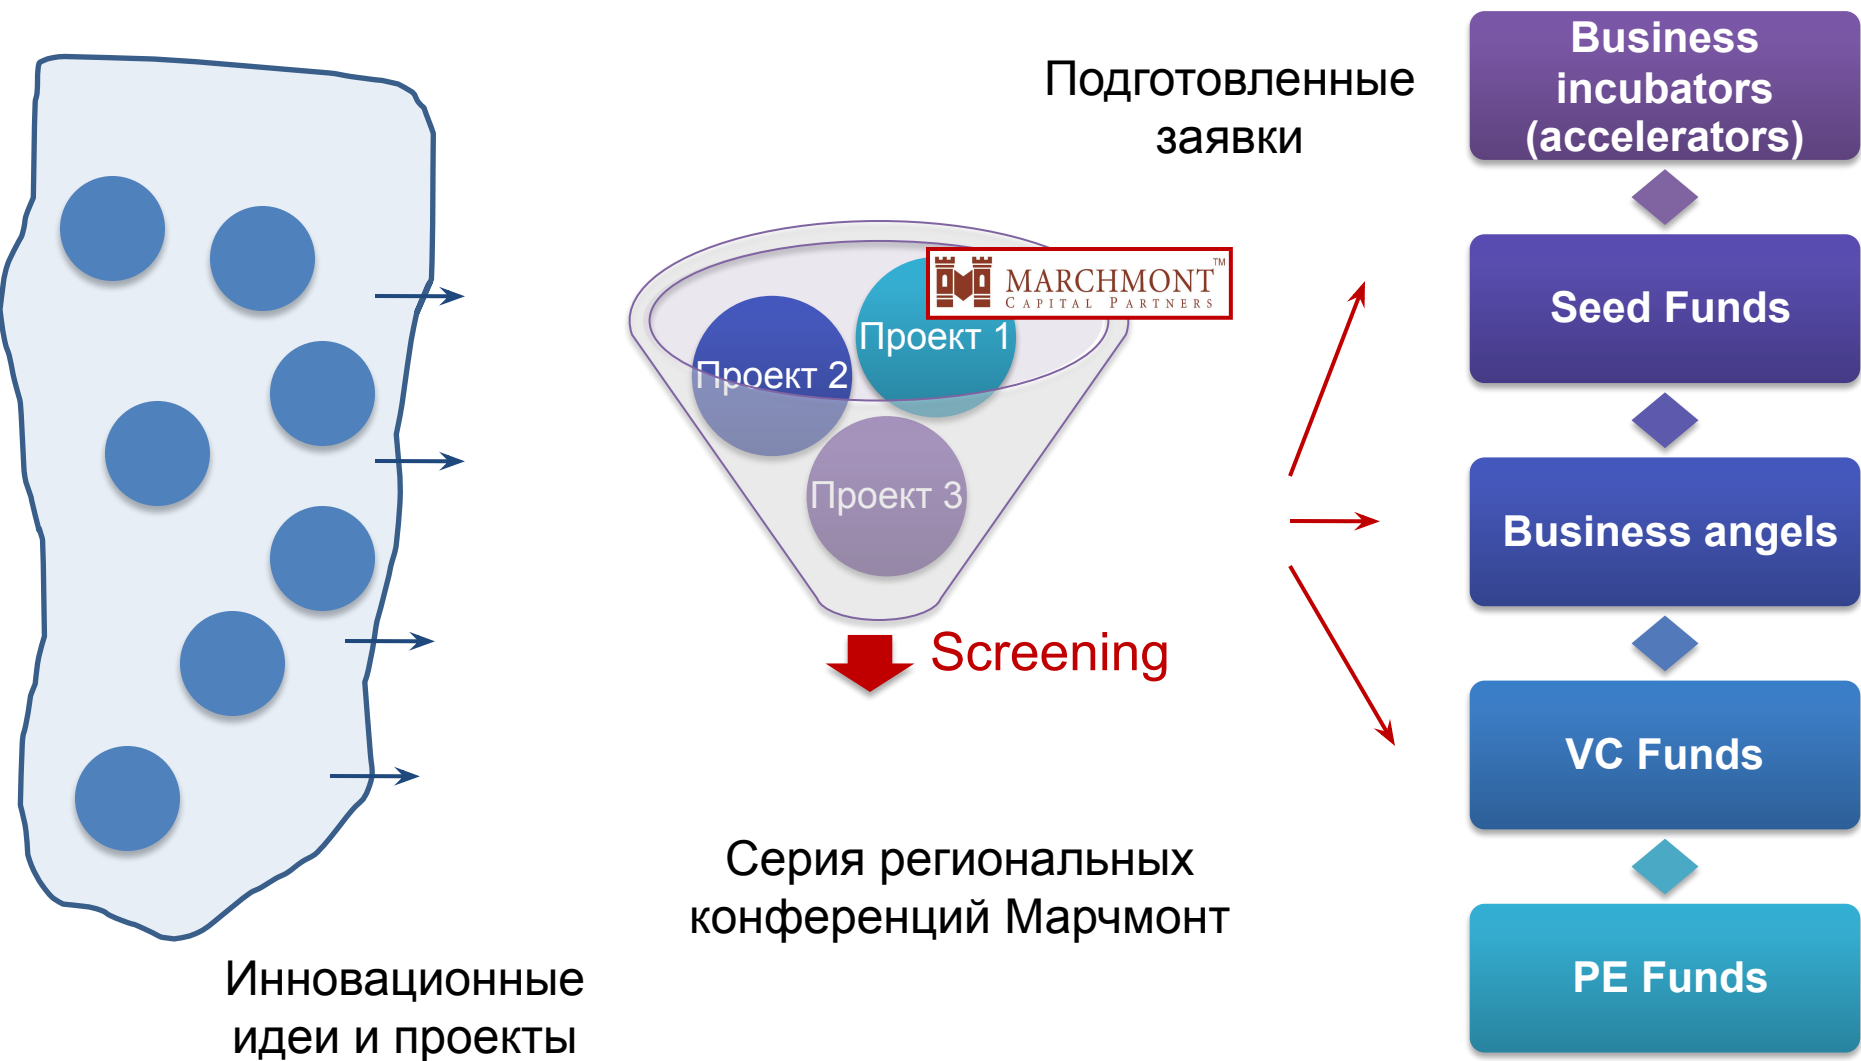 Инновационные
идеи и проекты
MARCHMONT™
CAPITAL PARTNERS
Проект 1
Проект 2
Проект 3
Screening
Серия региональных
конференций Марчмонт
Подготовленные
заявки
Business
incubators
(accelerators)
Seed Funds
Business angels
VC Funds
PE Funds